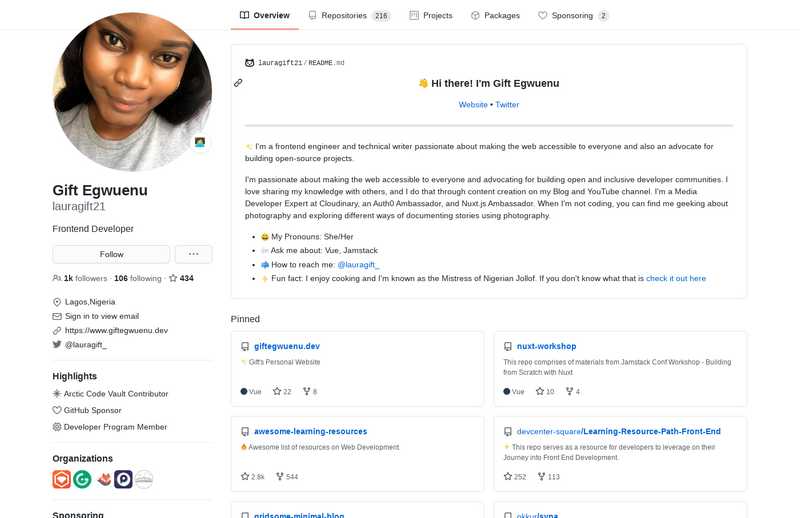 Overview
Repositories 216
Projects
Packages
Sponsoring 2
lauragift21 / README.md
👋 Hi there! I'm Gift Egwuenu
Website • Twitter
✨ I'm a frontend engineer and technical writer passionate about making the web accessible to everyone and also an advocate for
building open-source projects.
I'm passionate about making the web accessible to everyone and advocating for building open and inclusive developer communities. I
love sharing my knowledge with others, and I do that through content creation on my Blog and YouTube channel. I'm a Media
Developer Expert at Cloudinary, an Auth0 Ambassador, and Nuxt.js Ambassador. When I'm not coding, you can find me geeking about
photography and exploring different ways of documenting stories using photography.
• 😄 My Pronouns: She/Her
• 💬 Ask me about: Vue, Jamstack
• 📫 How to reach me: @lauragift_
• ⚡ Fun fact: I enjoy cooking and I'm known as the Mistress of Nigerian Jollof. If you don't know what that is check it out here
Gift Egwuenu
lauragift21
Frontend Developer
Follow
...
1k followers · 106 following · 434
Lagos,Nigeria
Sign in to view email
https://www.giftegwuenu.dev
@lauragift_
Highlights
Arctic Code Vault Contributor
GitHub Sponsor
Developer Program Member
Organizations
Sponsoring
Pinned
giftegwuenu.dev
✨ Gift's Personal Website
Vue 22 8
nuxt-workshop
This repo comprises of materials from Jamstack Conf Workshop - Building
from Scratch with Nuxt
Vue 10 4
awesome-learning-resources
🔥 Awesome list of resources on Web Development.
2.8k 544
devcenter-square/Learning-Resource-Path-Front-End
✨ This repo serves as a resource for developers to leverage on their
Journey into Front End Development.
252 113
gridsome-minimal-blog
okkur/syna